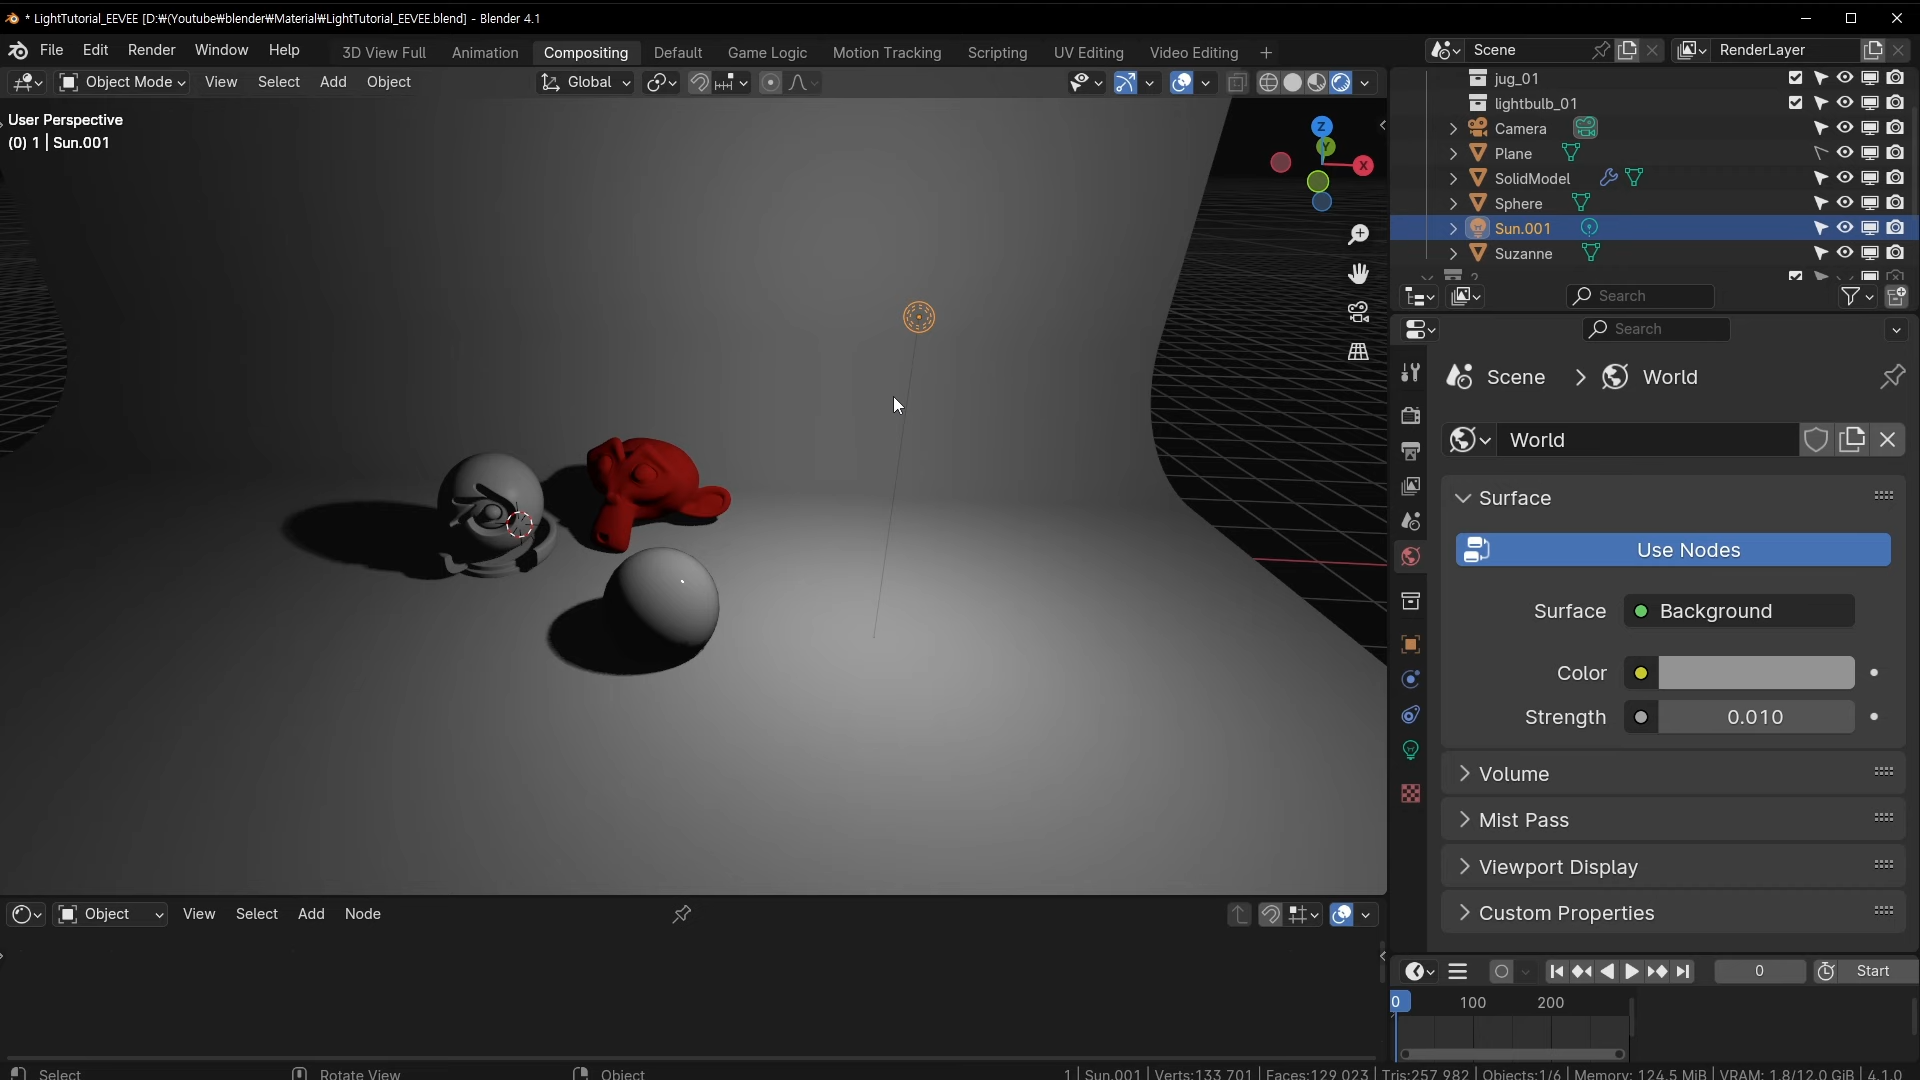 * LightTutorial_EEVEE [D:₩(Youtube₩blender₩Material₩LightTutorial_EEVEE.blend] - Blender 4.1
File Edit Render Window Help 3D View Full Animation Compositing Default Game Logic Motion Tracking Scripting UV Editing Video Editing + Scene RenderLayer
Object Mode View Select Add Object Global
User Perspective
(0) 1 | Sun.001
Z
Y
X
jug_01
lightbulb_01
Camera
Plane
SolidModel
Sphere
Sun.001
Suzanne
Search
Search
Scene > World
World
Surface
Use Nodes
Surface Background
Color
Strength 0.010
Volume
Mist Pass
Viewport Display
Custom Properties
Object View Select Add Node
0 Start
0 100 200
Select Rotate View Object 1 | Sun.001 | Verts:133,701 | Faces:129,023 | Tris:257,982 | Objects:1/6 | Memory: 124.5 MiB | VRAM: 1.8/12.0 GiB | 4.1.0